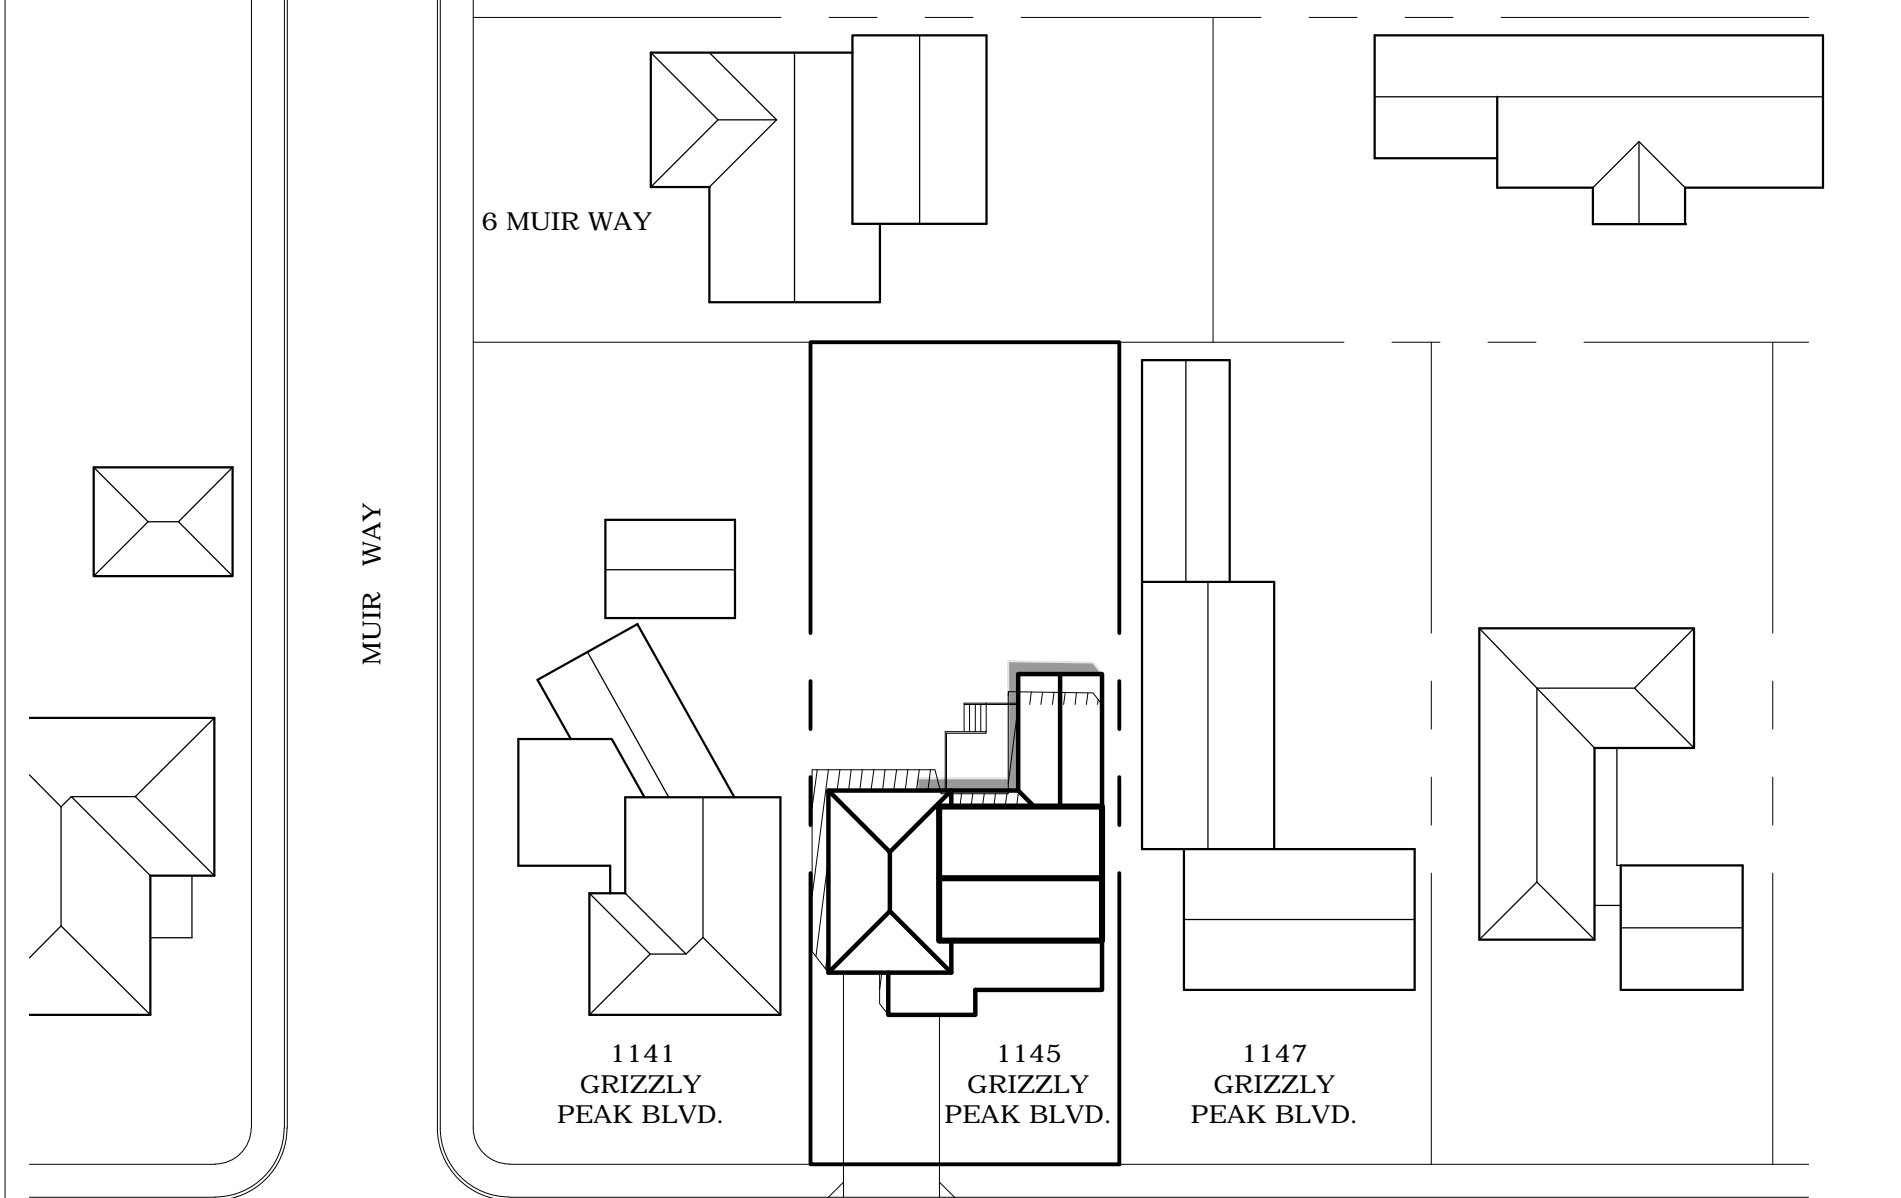 6 MUIR WAY
MUIR WAY
1141
GRIZZLY
PEAK BLVD.
1145
GRIZZLY
PEAK BLVD.
1147
GRIZZLY
PEAK BLVD.